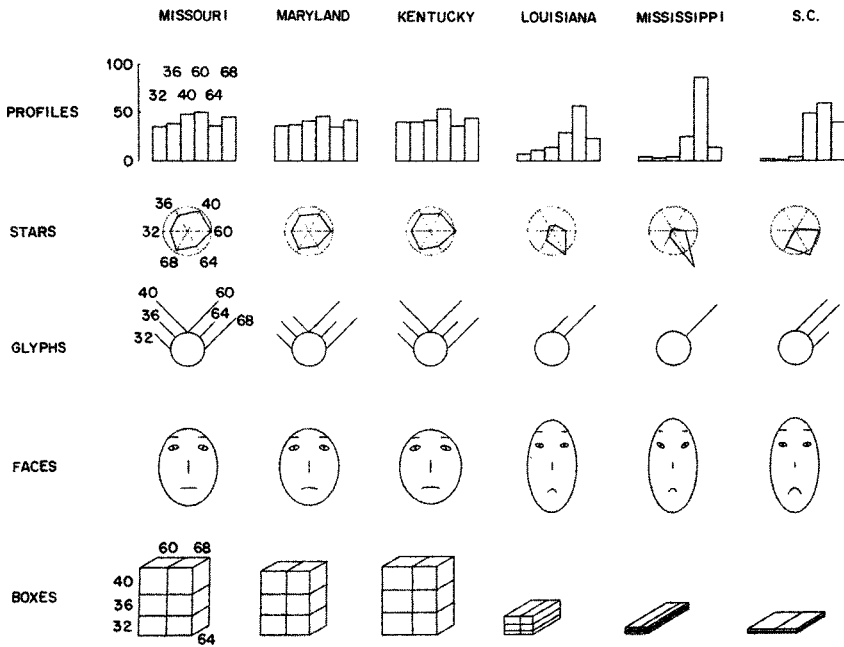 MISSOURI MARYLAND KENTUCKY LOUISIANA MISSISSIPPI S.C.
100
36 60 68
32 40 64
PROFILES
50
0
36 40
STARS
32 60
68 64
40 60
36 64
68
32
GLYPHS
FACES
60 68
40
BOXES
36
32
64